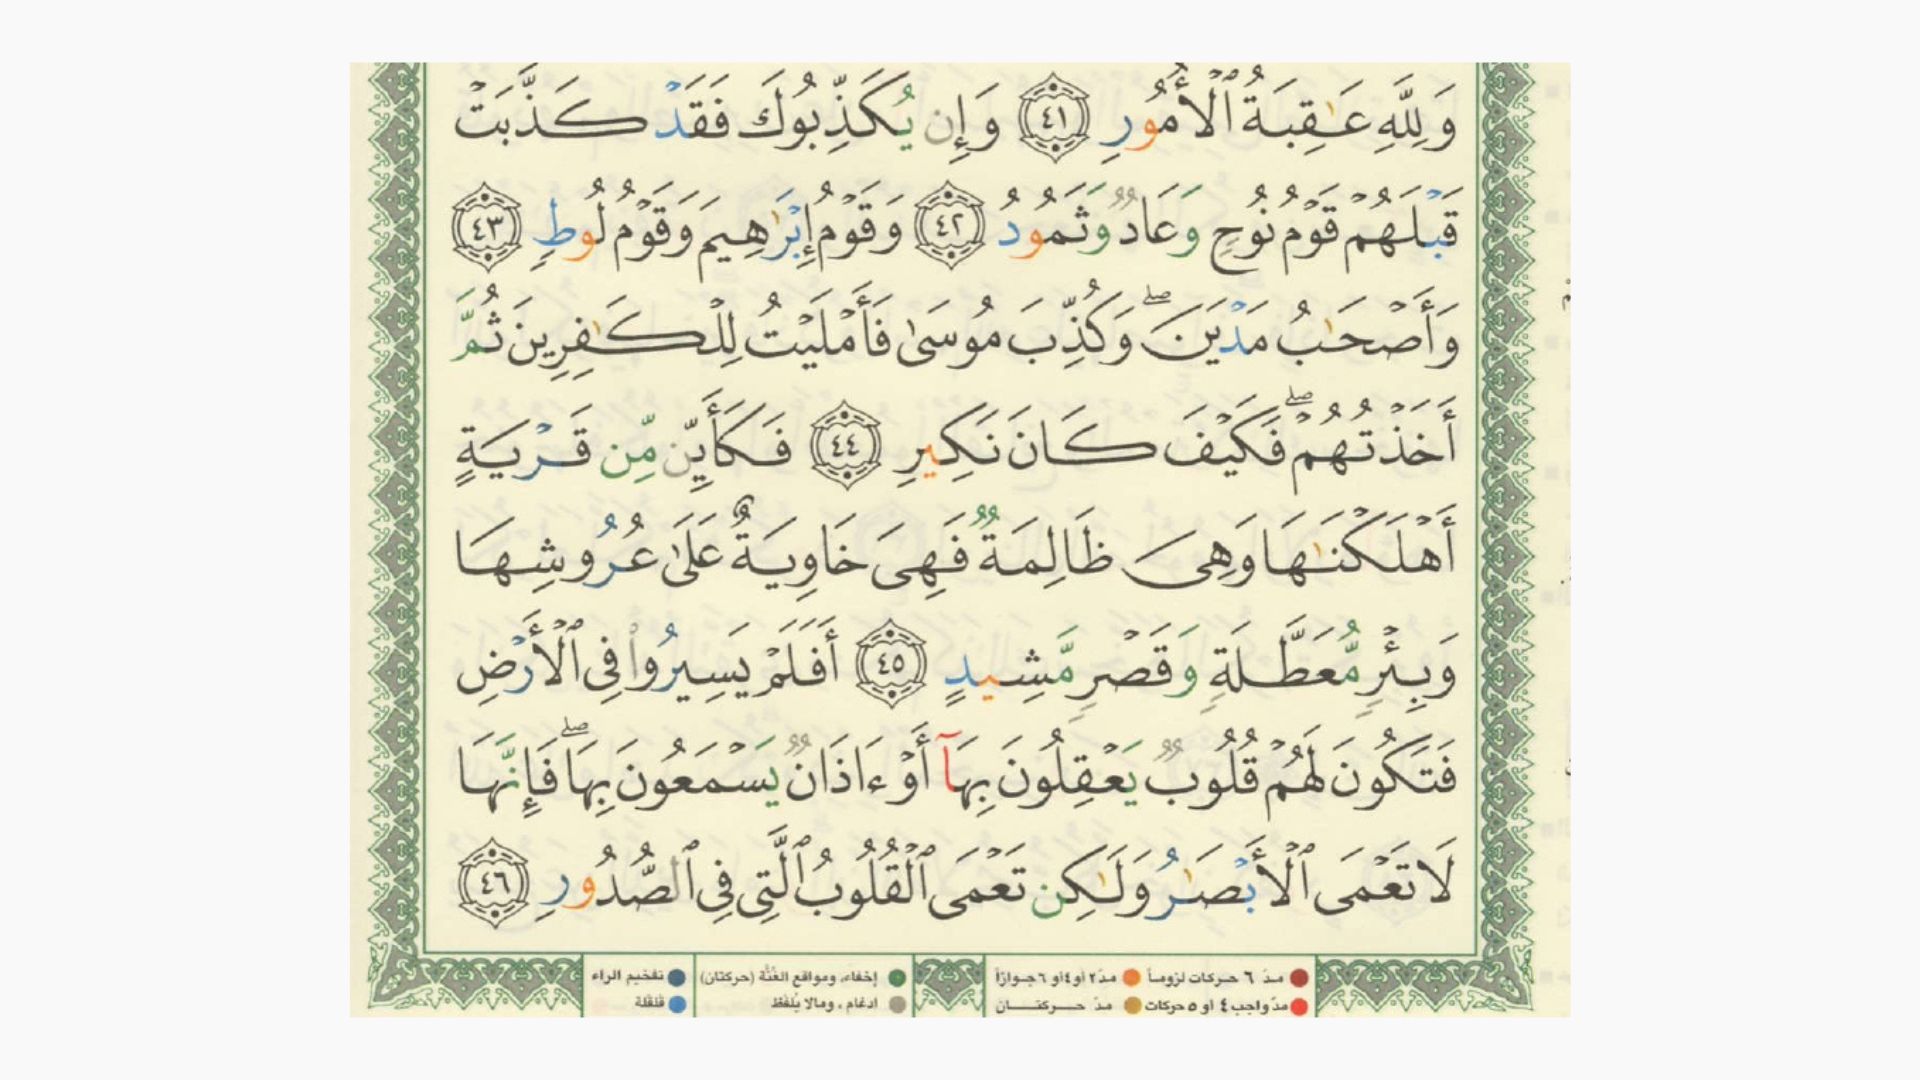 وَلِلَّهِ عَـٰقِبَةُ ٱلْأُمُورِ ٤١ وَإِن يُكَذِّبُوكَ فَقَدْ كَذَّبَتْ
قَبْلَهُمْ قَوْمُ نُوحٍ وَعَادٌ وَثَمُودُ ٤٢ وَقَوْمُ إِبْرَٰهِيمَ وَقَوْمُ لُوطٍ ٤٣
وَأَصْحَـٰبُ مَدْيَنَ ۖ وَكُذِّبَ مُوسَىٰ فَأَمْلَيْتُ لِلْكَـٰفِرِينَ ثُمَّ
أَخَذْتُهُمْ ۖ فَكَيْفَ كَانَ نَكِيرِ ٤٤ فَكَأَيِّن مِّن قَرْيَةٍ
أَهْلَكْنَـٰهَا وَهِىَ ظَالِمَةٌ فَهِىَ خَاوِيَةٌ عَلَىٰ عُرُوشِهَا
وَبِئْرٍ مُّعَطَّلَةٍ وَقَصْرٍ مَّشِيدٍ ٤٥ أَفَلَمْ يَسِيرُوا۟ فِى ٱلْأَرْضِ
فَتَكُونَ لَهُمْ قُلُوبٌ يَعْقِلُونَ بِهَآ أَوْ ءَاذَانٌ يَسْمَعُونَ بِهَا ۖ فَإِنَّهَا
لَا تَعْمَى ٱلْأَبْصَـٰرُ وَلَـٰكِن تَعْمَى ٱلْقُلُوبُ ٱلَّتِى فِى ٱلصُّدُورِ ٤٦
مدّ ٦ حركات لزوماً مدّ ٢ أو ٤ أو ٦ جوازاً إخفاء، ومواقع الغُنَّة (حركتان) تفخيم الراء
مدّ واجب ٤ أو ٥ حركات مدّ حركتان ادغام، ومالا يُلفَظ قلقلة